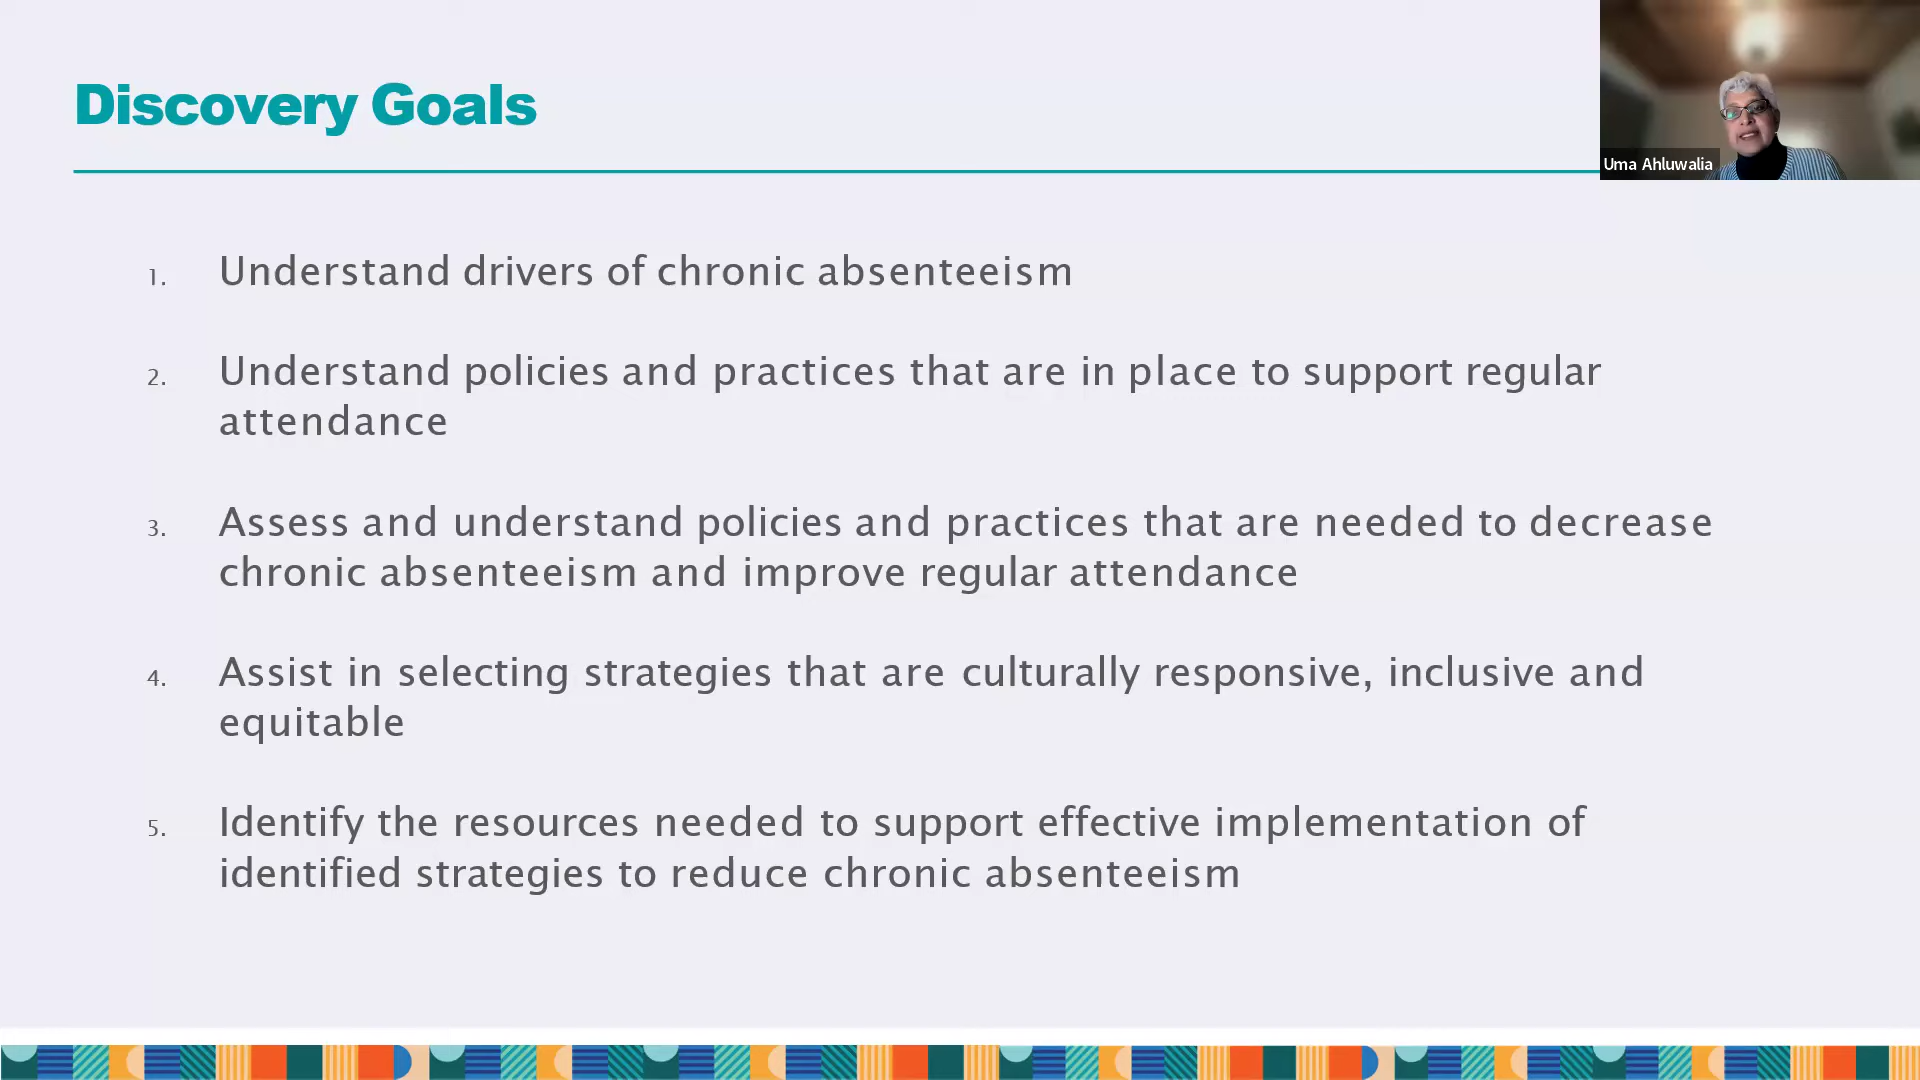 Discovery Goals
Uma Ahluwalia
1. Understand drivers of chronic absenteeism
2. Understand policies and practices that are in place to support regular
attendance
3. Assess and understand policies and practices that are needed to decrease
chronic absenteeism and improve regular attendance
4. Assist in selecting strategies that are culturally responsive, inclusive and
equitable
5. Identify the resources needed to support effective implementation of
identified strategies to reduce chronic absenteeism